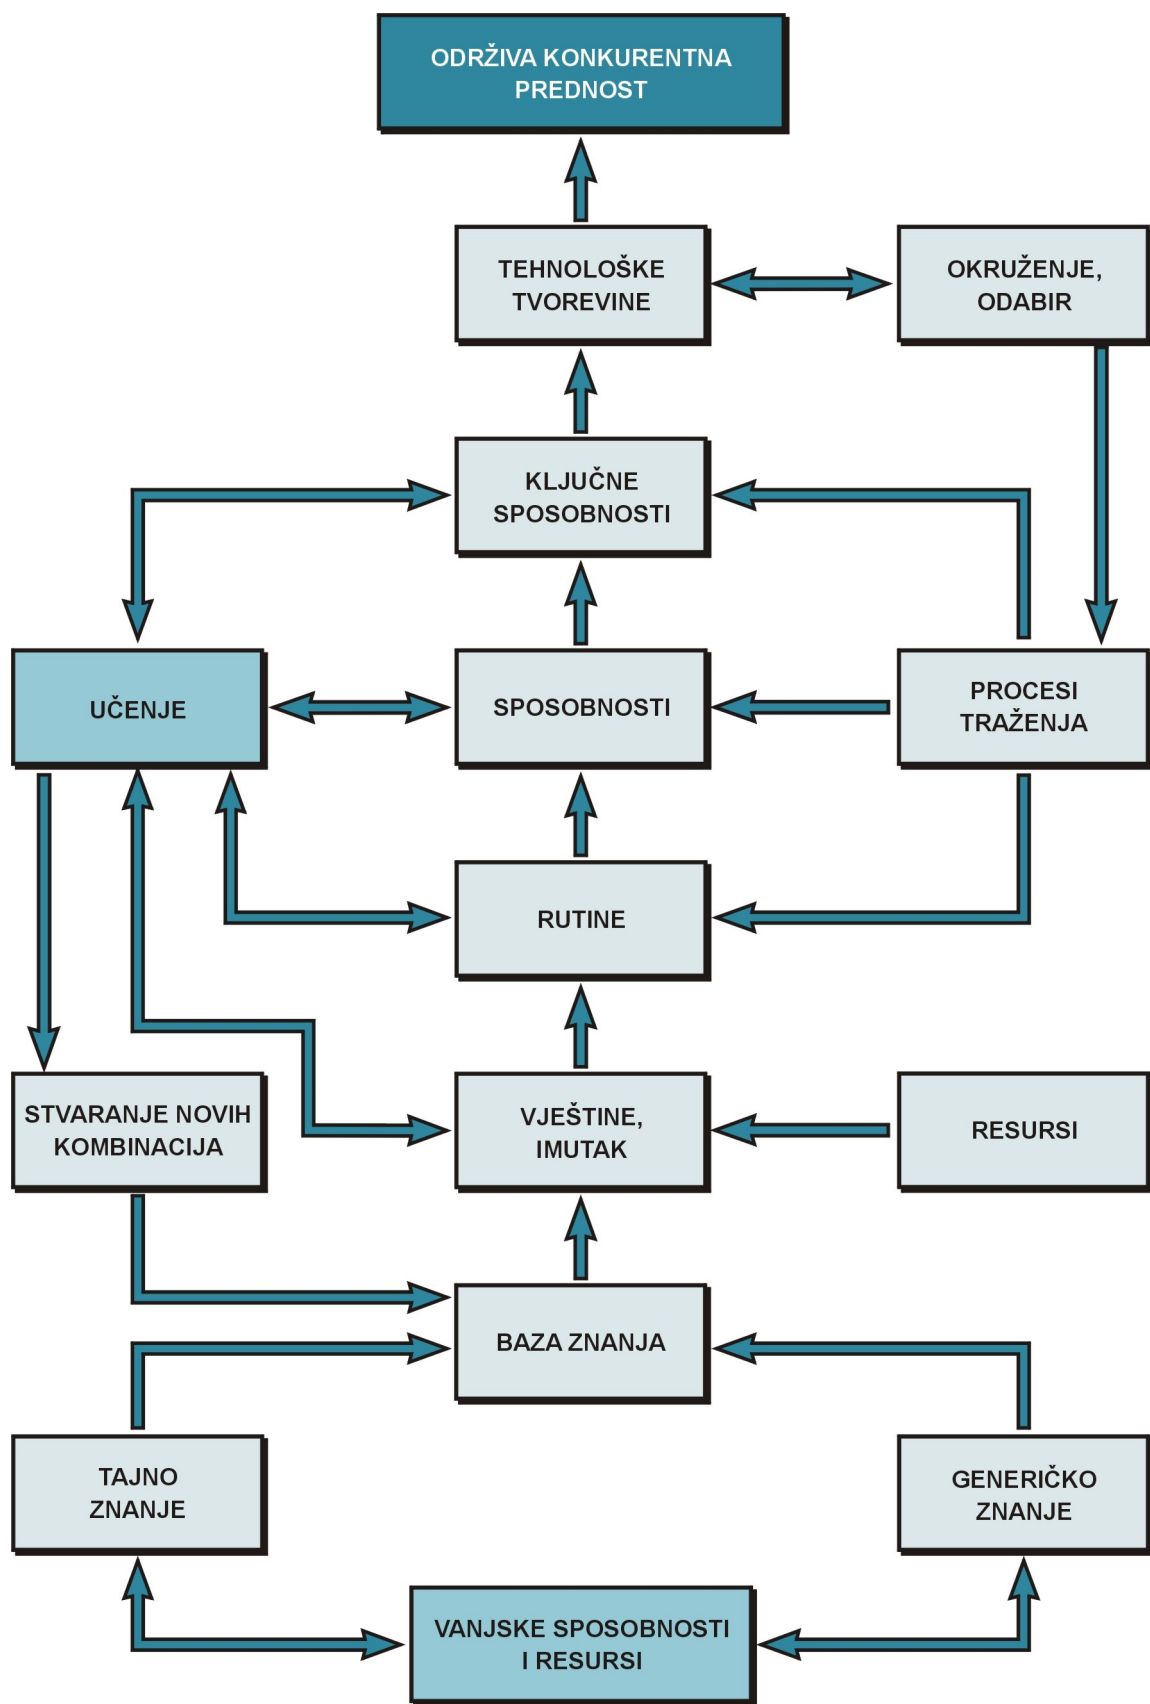 ODRŽIVA KONKURENTNA
PREDNOST
TEHNOLOŠKE
TVOREVINE
OKRUŽENJE,
ODABIR
KLJUČNE
SPOSOBNOSTI
UČENJE
SPOSOBNOSTI
PROCESI
TRAŽENJA
RUTINE
STVARANJE NOVIH
KOMBINACIJA
VJEŠTINE,
IMUTAK
RESURSI
BAZA ZNANJA
TAJNO
ZNANJE
GENERIČKO
ZNANJE
VANJSKE SPOSOBNOSTI
I RESURSI